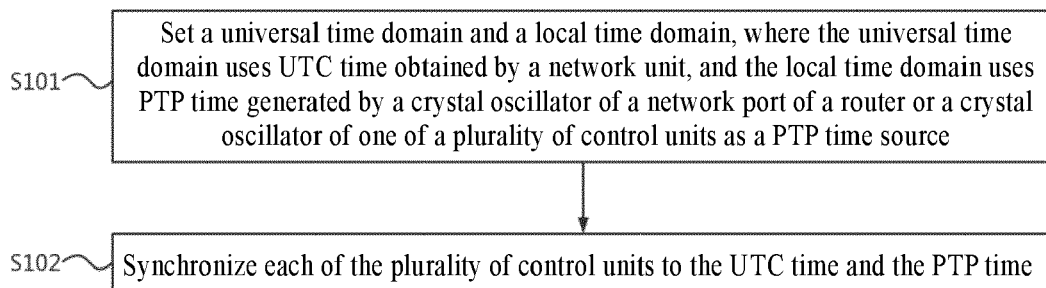 Set a universal time domain and a local time domain, where the universal time
domain uses UTC time obtained by a network unit, and the local time domain uses
S101
PTP time generated by a crystal oscillator of a network port of a router or a crystal
oscillator of one of a plurality of control units as a PTP time source
S102
Synchronize each of the plurality of control units to the UTC time and the PTP time